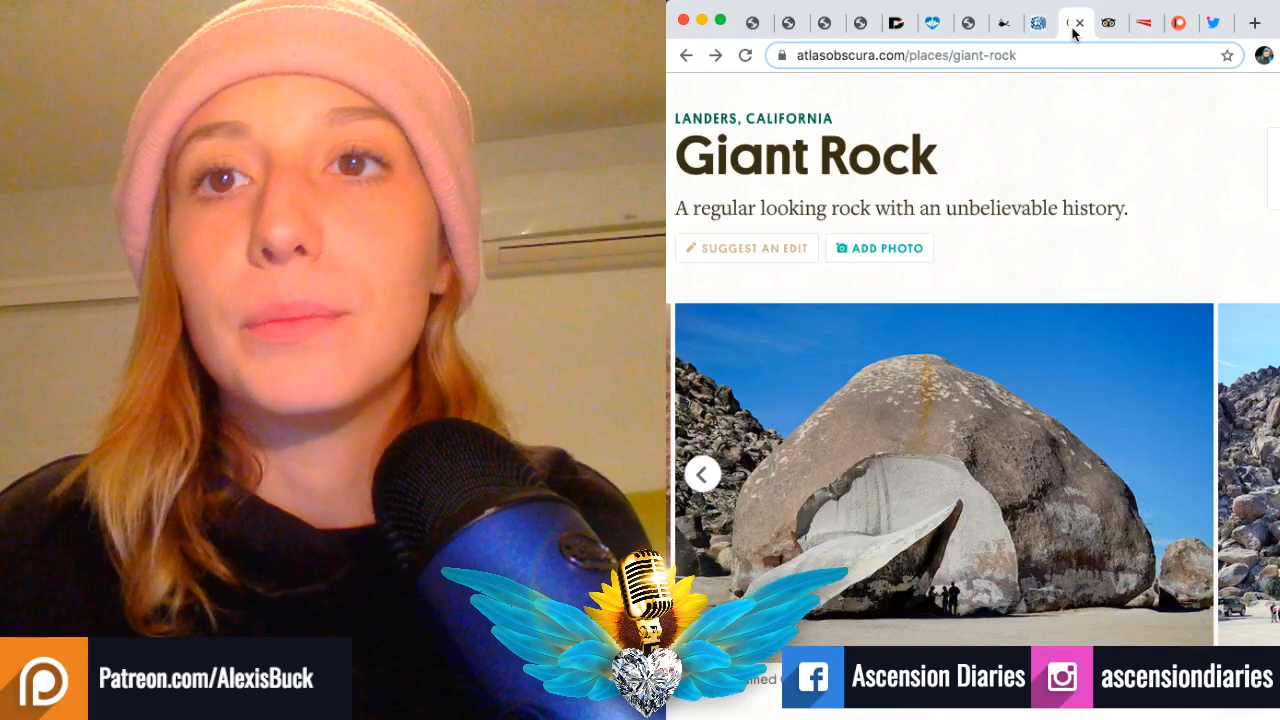 atlasobscura.com/places/giant-rock
LANDERS, CALIFORNIA
Giant Rock
A regular looking rock with an unbelievable history.
SUGGEST AN EDIT
ADD PHOTO
Patreon.com/AlexisBuck
Ascension Diaries
ascensiondiaries